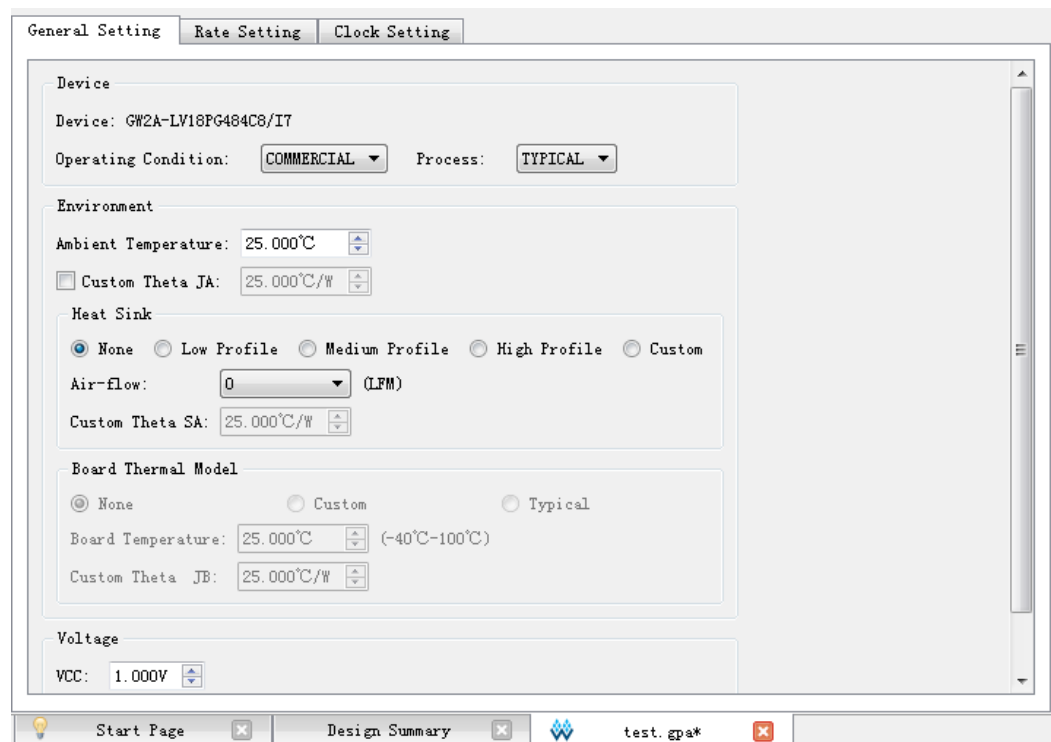 General Setting Rate Setting Clock Setting
Device
Device: GW2A-LV18PG484C8/I7
Operating Condition: COMMERCIAL Process: TYPICAL
Environment
Ambient Temperature: 25.000℃
Custom Theta JA: 25.000℃/W
Heat Sink
None Low Profile Medium Profile High Profile Custom
Air-flow: 0 (LFM)
Custom Theta SA: 25.000℃/W
Board Thermal Model
None Custom Typical
Board Temperature: 25.000℃ (-40℃-100℃)
Custom Theta JB: 25.000℃/W
Voltage
VCC: 1.000V
Start Page Design Summary test.gpa*